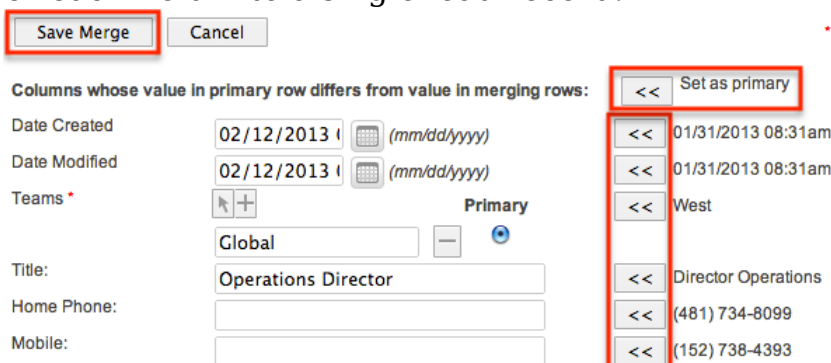 Save Merge Cancel *
Columns whose value in primary row differs from value in merging rows: << Set as primary
Date Created 02/12/2013 (mm/dd/yyyy) << 01/31/2013 08:31am
Date Modified 02/12/2013 (mm/dd/yyyy) << 01/31/2013 08:31am
Teams * Primary << West
Global
Title: Operations Director << Director Operations
Home Phone: << (481) 734-8099
Mobile: << (152) 738-4393